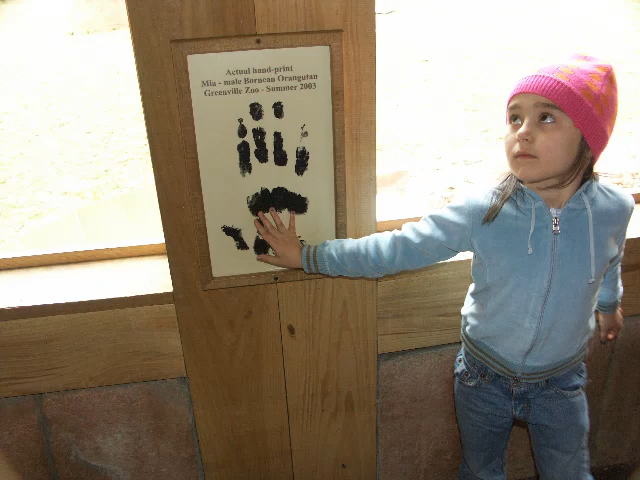 Actual hand-print
Mia - male Bornean Orangutan
Greenville Zoo - Summer 2003